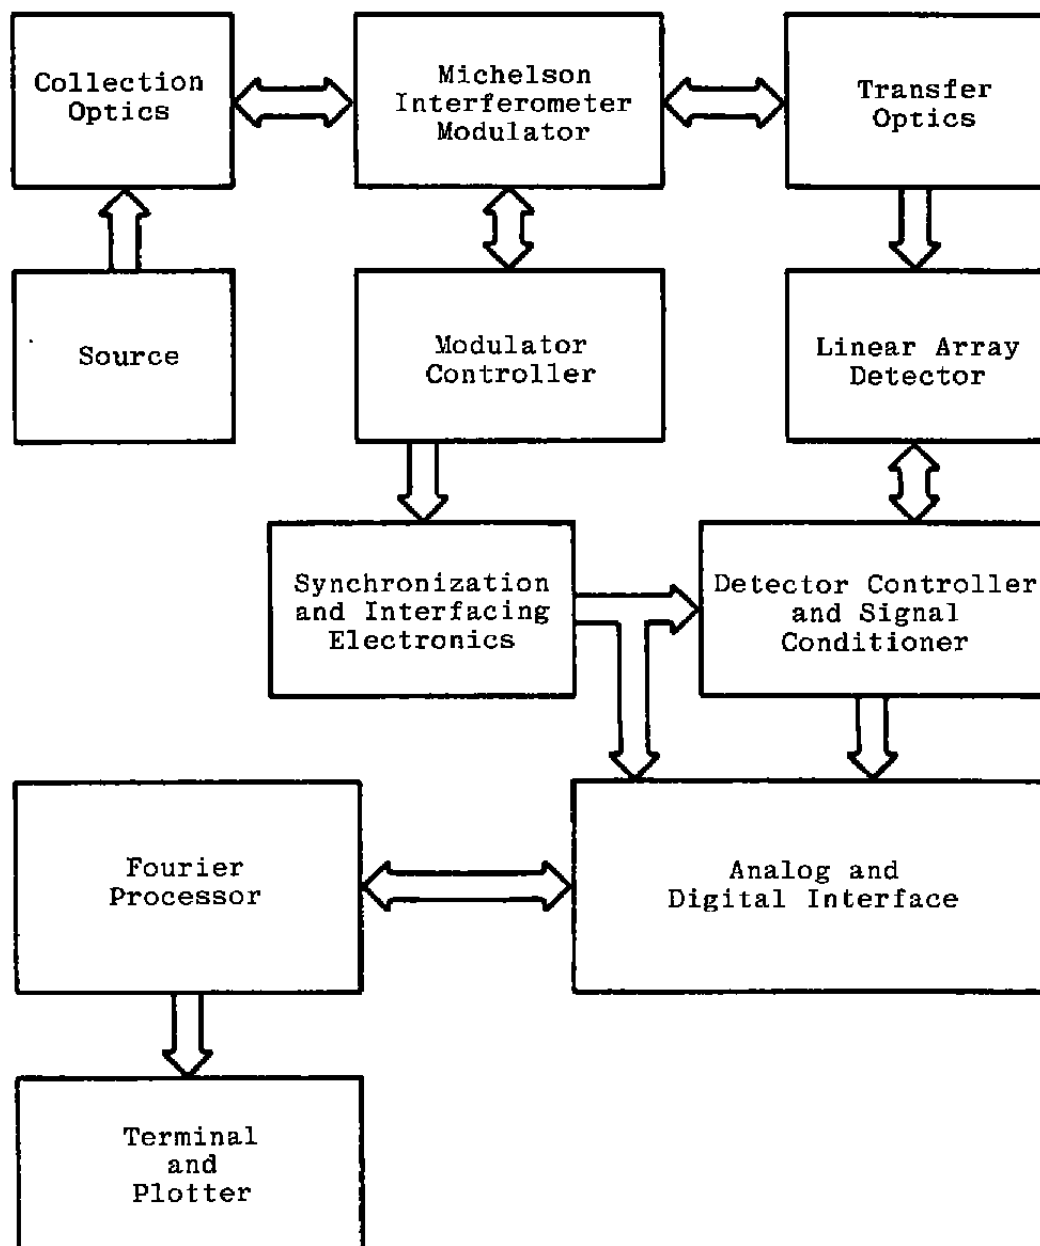 Collection
Optics
Michelson
Interferometer
Modulator
Transfer
Optics
Source
Modulator
Controller
Linear Array
Detector
Synchronization
and Interfacing
Electronics
Detector Controller
and Signal
Conditioner
Fourier
Processor
Analog and
Digital Interface
Terminal
and
Plotter